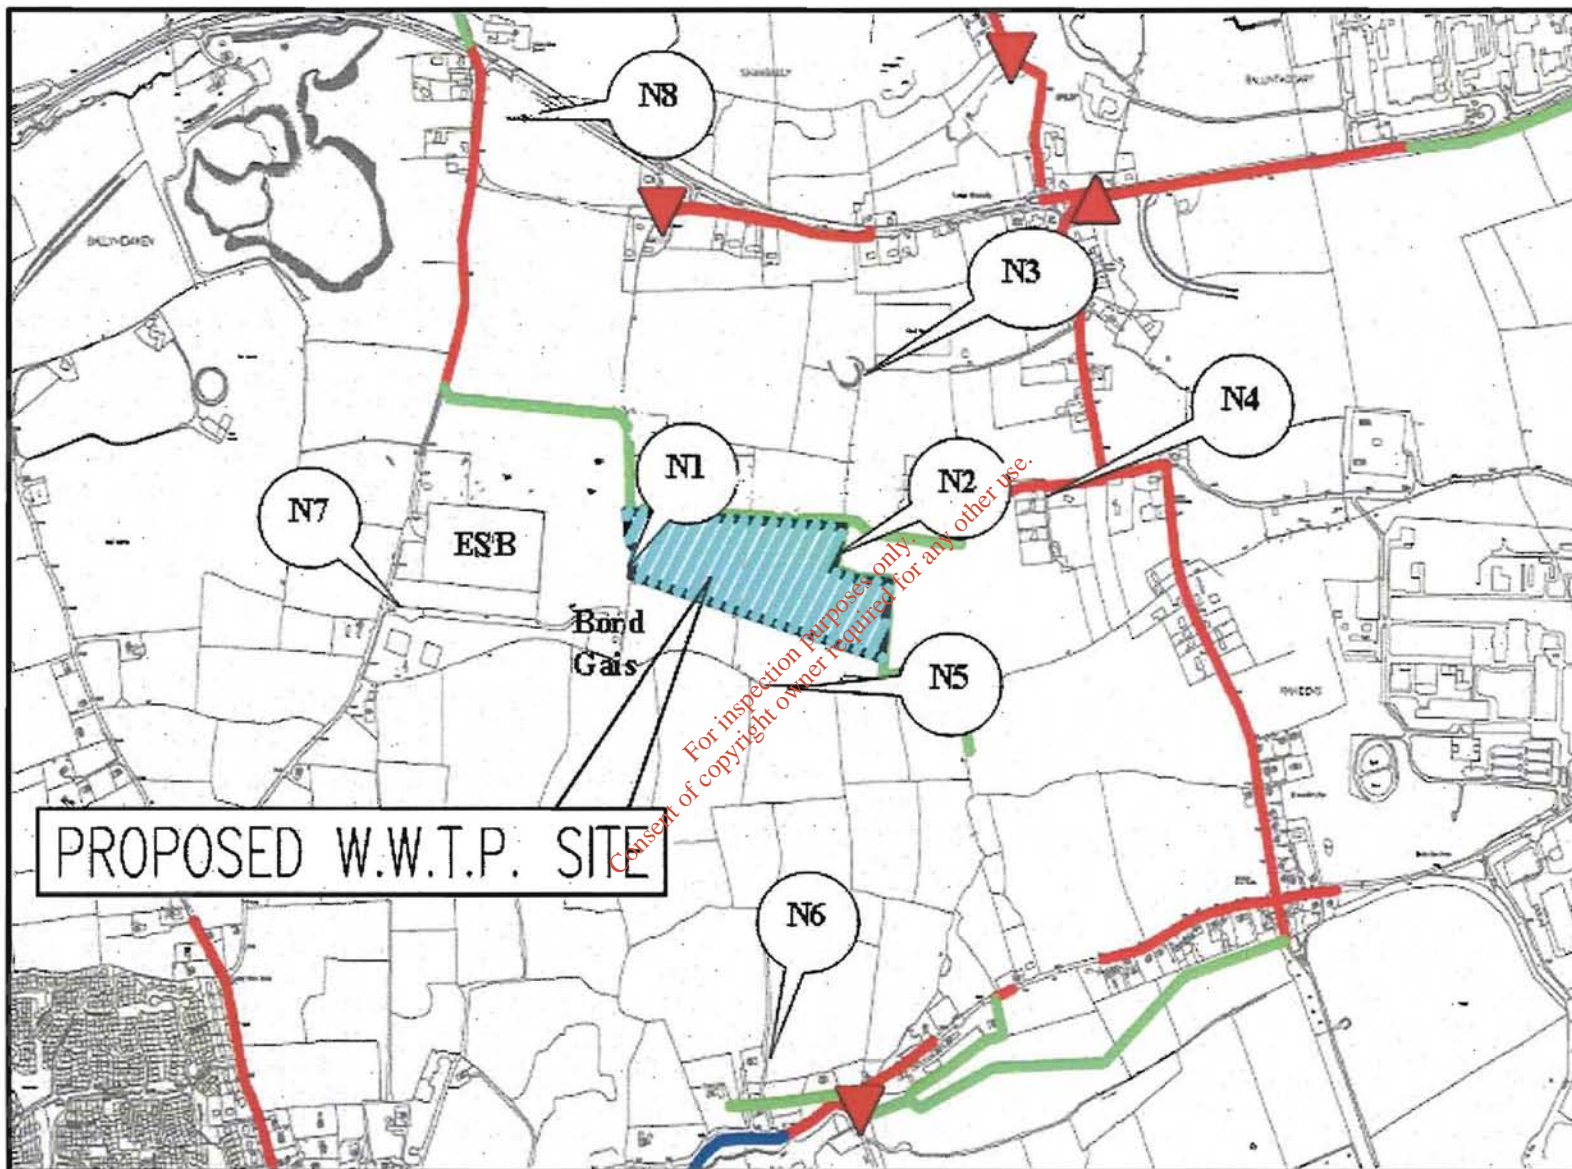 N8
N3
N4
N1
N2
N7
ESB
Bord
Gais
N5
For inspection purposes only.
Consent of copyright owner required for any other use.
PROPOSED W.W.T.P. SITE
N6